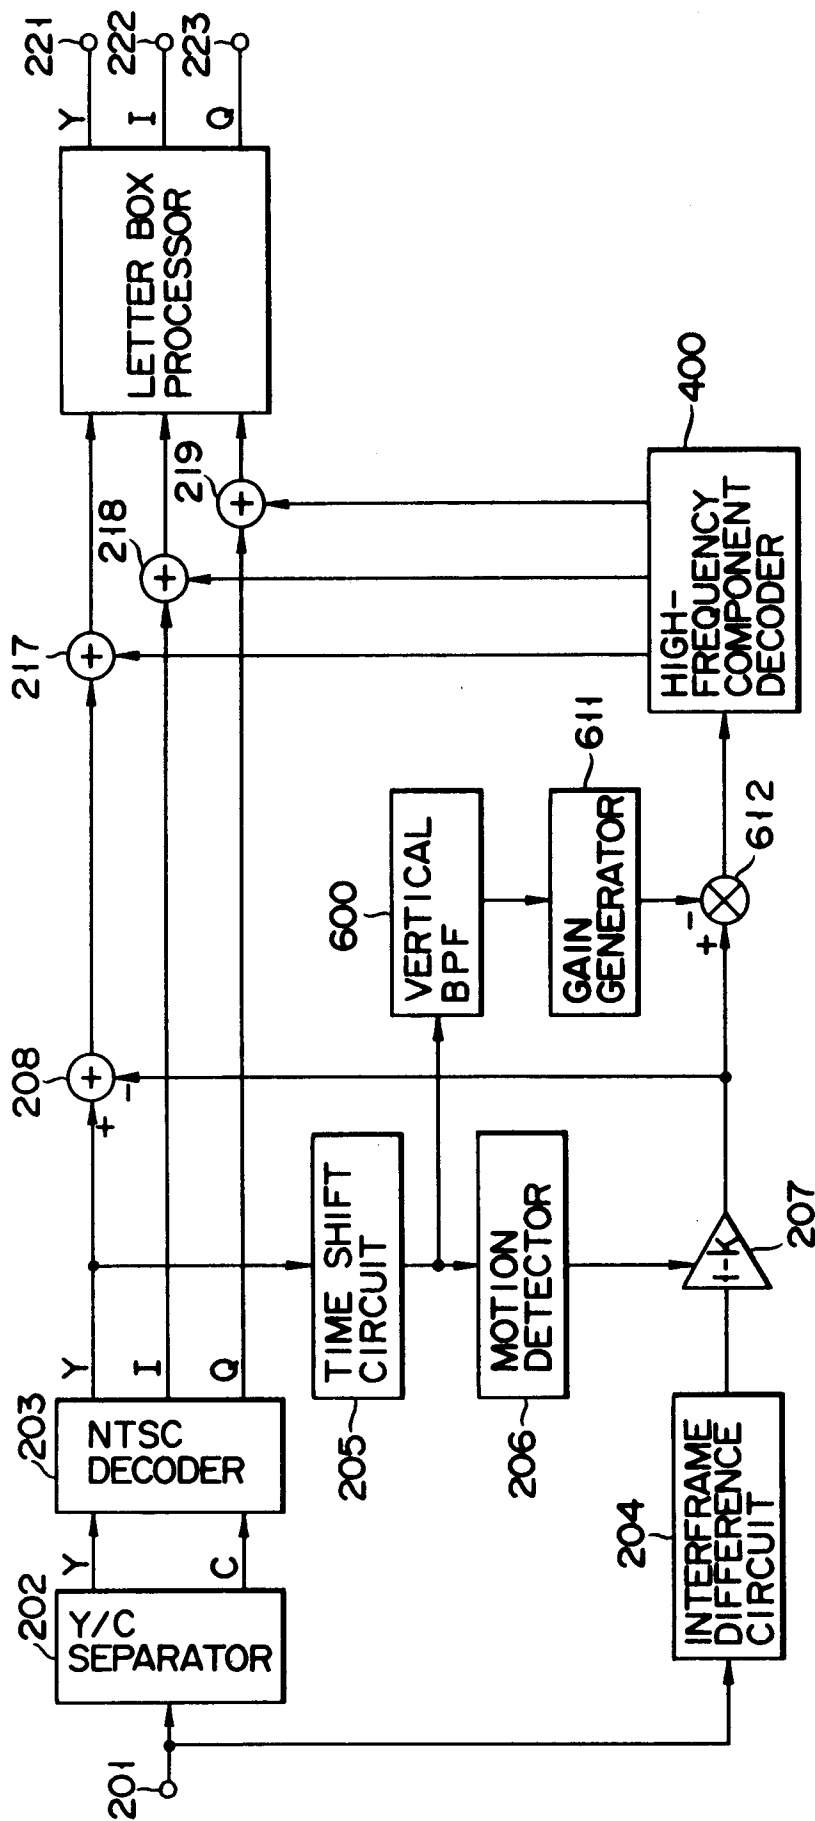 201
202
Y/C
SEPARATOR
Y
C
203
NTSC
DECODER
Y
I
Q
204
INTERFRAME
DIFFERENCE
CIRCUIT
205
TIME SHIFT
CIRCUIT
206
MOTION
DETECTOR
1-K
207
208
+
+
-
600
VERTICAL
BPF
GAIN
GENERATOR
611
+
-
612
217
+
218
+
219
+
HIGH-
FREQUENCY
COMPONENT
DECODER
400
LETTER BOX
PROCESSOR
Y
I
Q
221
222
223